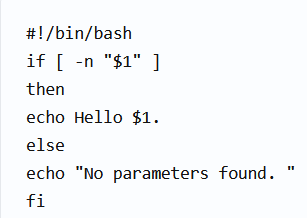 #!/bin/bash
if [ -n "$1" ]
then
echo Hello $1.
else
echo "No parameters found. "
fi